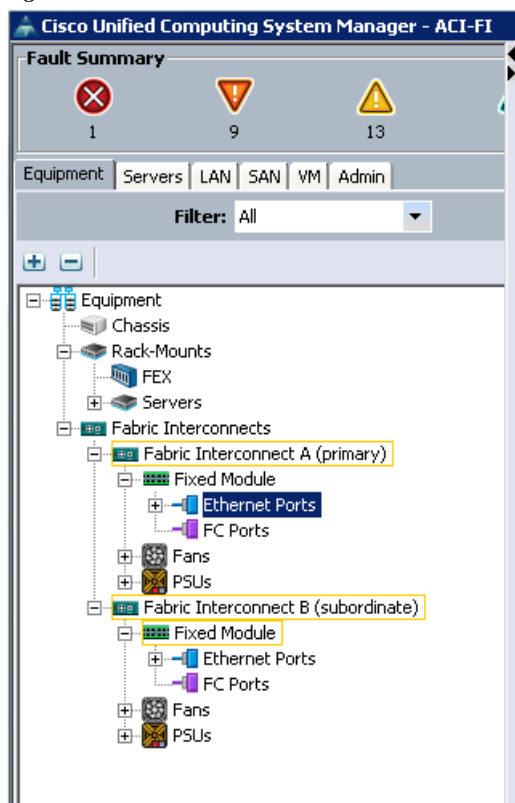 Cisco Unified Computing System Manager - ACI-FI
Fault Summary
1 9 13
Equipment Servers LAN SAN VM Admin
Filter: All
Equipment
Chassis
Rack-Mounts
FEX
Servers
Fabric Interconnects
Fabric Interconnect A (primary)
Fixed Module
Ethernet Ports
FC Ports
Fans
PSUs
Fabric Interconnect B (subordinate)
Fixed Module
Ethernet Ports
FC Ports
Fans
PSUs